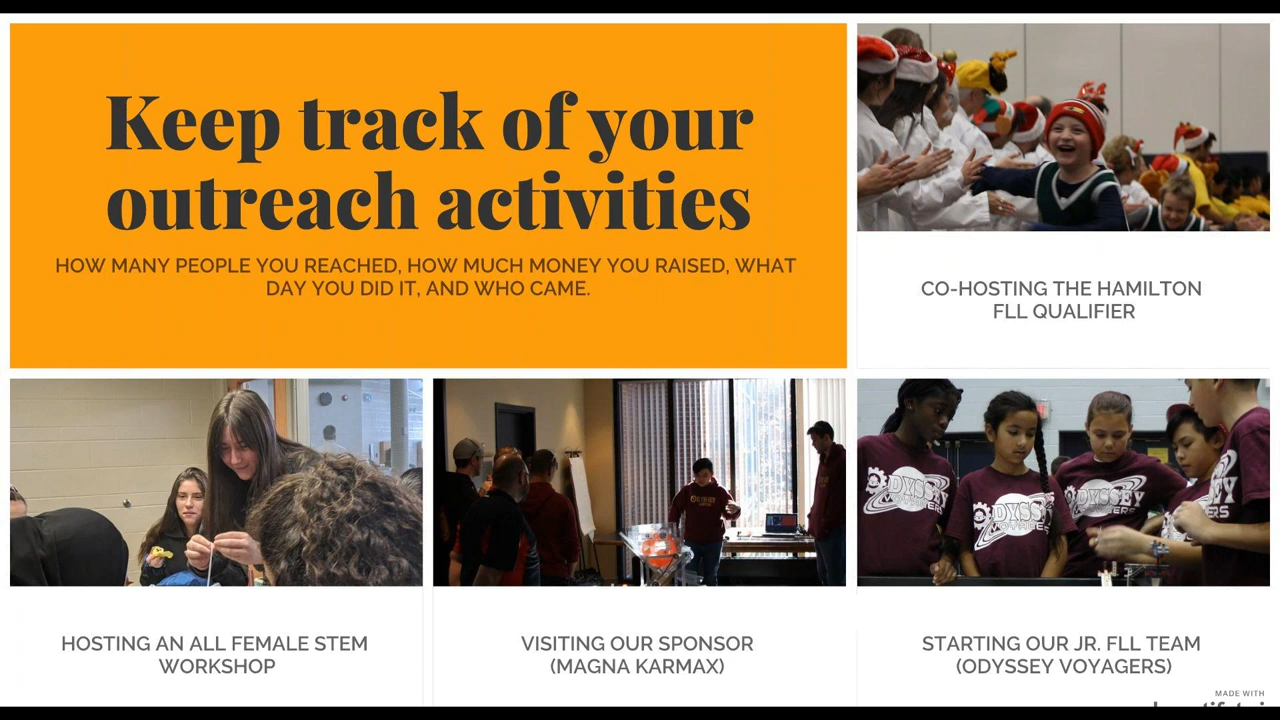 Keep track of your
outreach activities
HOW MANY PEOPLE YOU REACHED, HOW MUCH MONEY YOU RAISED, WHAT
DAY YOU DID IT, AND WHO CAME.
CO-HOSTING THE HAMILTON
FLL QUALIFIER
HOSTING AN ALL FEMALE STEM
WORKSHOP
VISITING OUR SPONSOR
(MAGNA KARMAX)
STARTING OUR JR. FLL TEAM
(ODYSSEY VOYAGERS)
MADE WITH